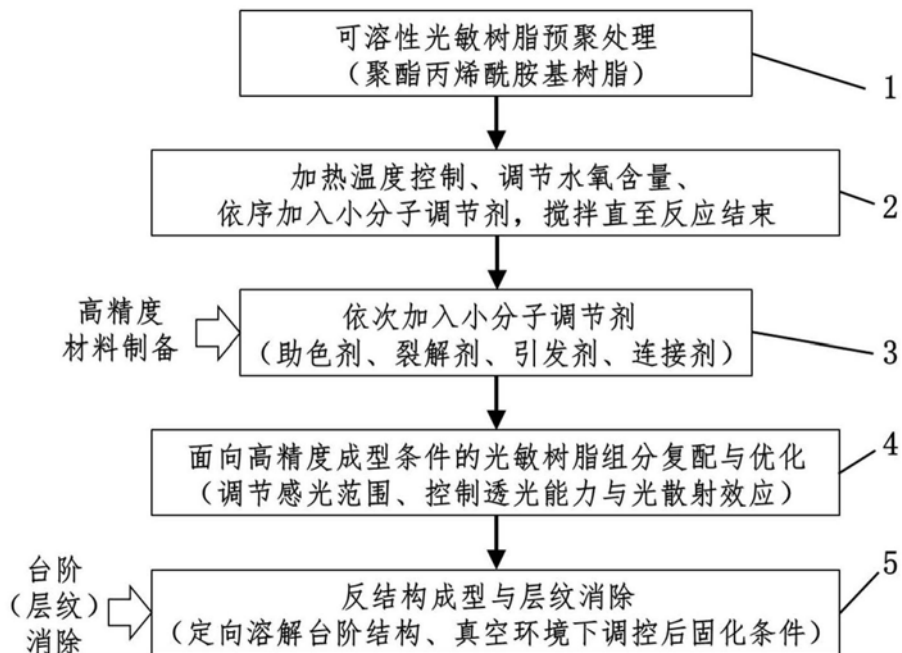 可溶性光敏树脂预聚处理
（聚酯丙烯酰胺基树脂）
1
加热温度控制、调节水氧含量、
依序加入小分子调节剂，搅拌直至反应结束
2
高精度
材料制备
依次加入小分子调节剂
（助色剂、裂解剂、引发剂、连接剂）
3
面向高精度成型条件的光敏树脂组分复配与优化
（调节感光范围、控制透光能力与光散射效应）
4
台阶
（层纹）
消除
反结构成型与层纹消除
（定向溶解台阶结构、真空环境下调控后固化条件）
5